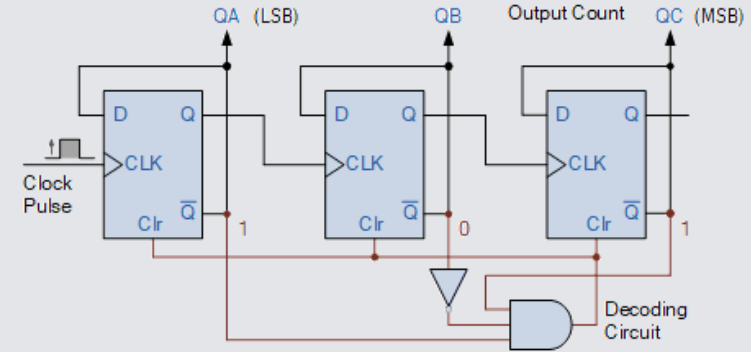 QA (LSB) QB Output Count QC (MSB)
D Q D Q D Q
CLK CLK CLK
Clock
Pulse
Clr Q̅ Clr Q̅ Clr Q̅
1 0 1
Decoding
Circuit